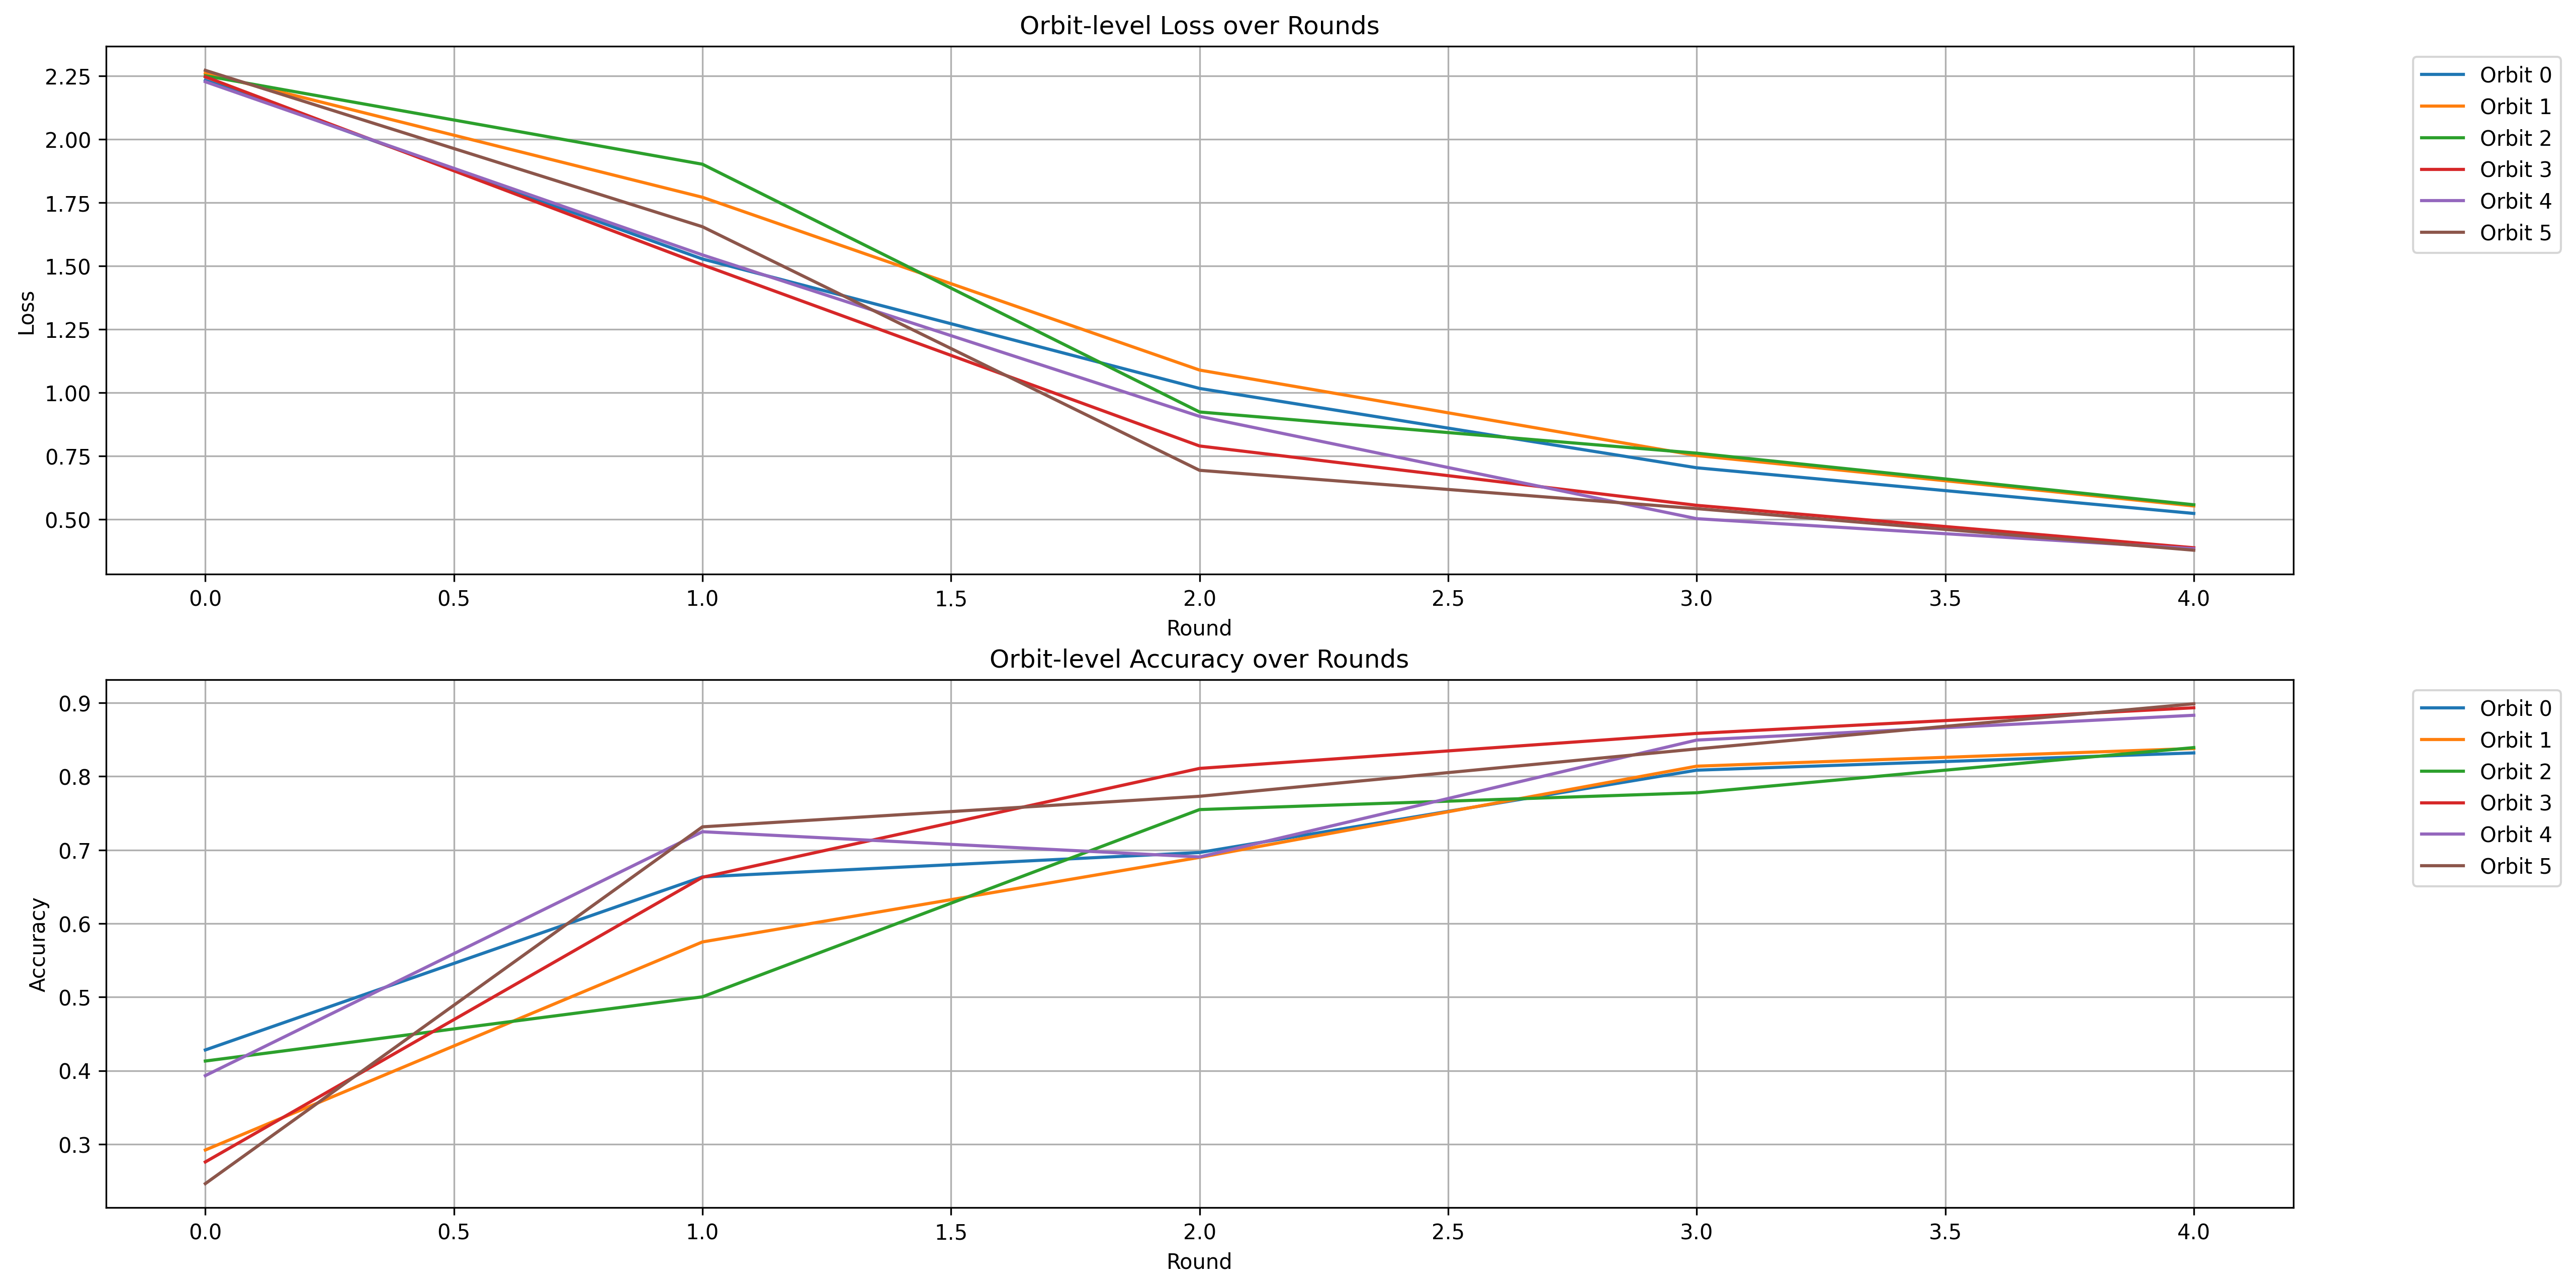 Orbit-level Loss over Rounds
2.25
2.00
1.75
1.50
1.25
1.00
0.75
0.50
Loss
0.0 0.5 1.0 1.5 2.0 2.5 3.0 3.5 4.0
Round
Orbit 0
Orbit 1
Orbit 2
Orbit 3
Orbit 4
Orbit 5
Orbit-level Accuracy over Rounds
0.9
0.8
0.7
0.6
0.5
0.4
0.3
Accuracy
0.0 0.5 1.0 1.5 2.0 2.5 3.0 3.5 4.0
Round
Orbit 0
Orbit 1
Orbit 2
Orbit 3
Orbit 4
Orbit 5